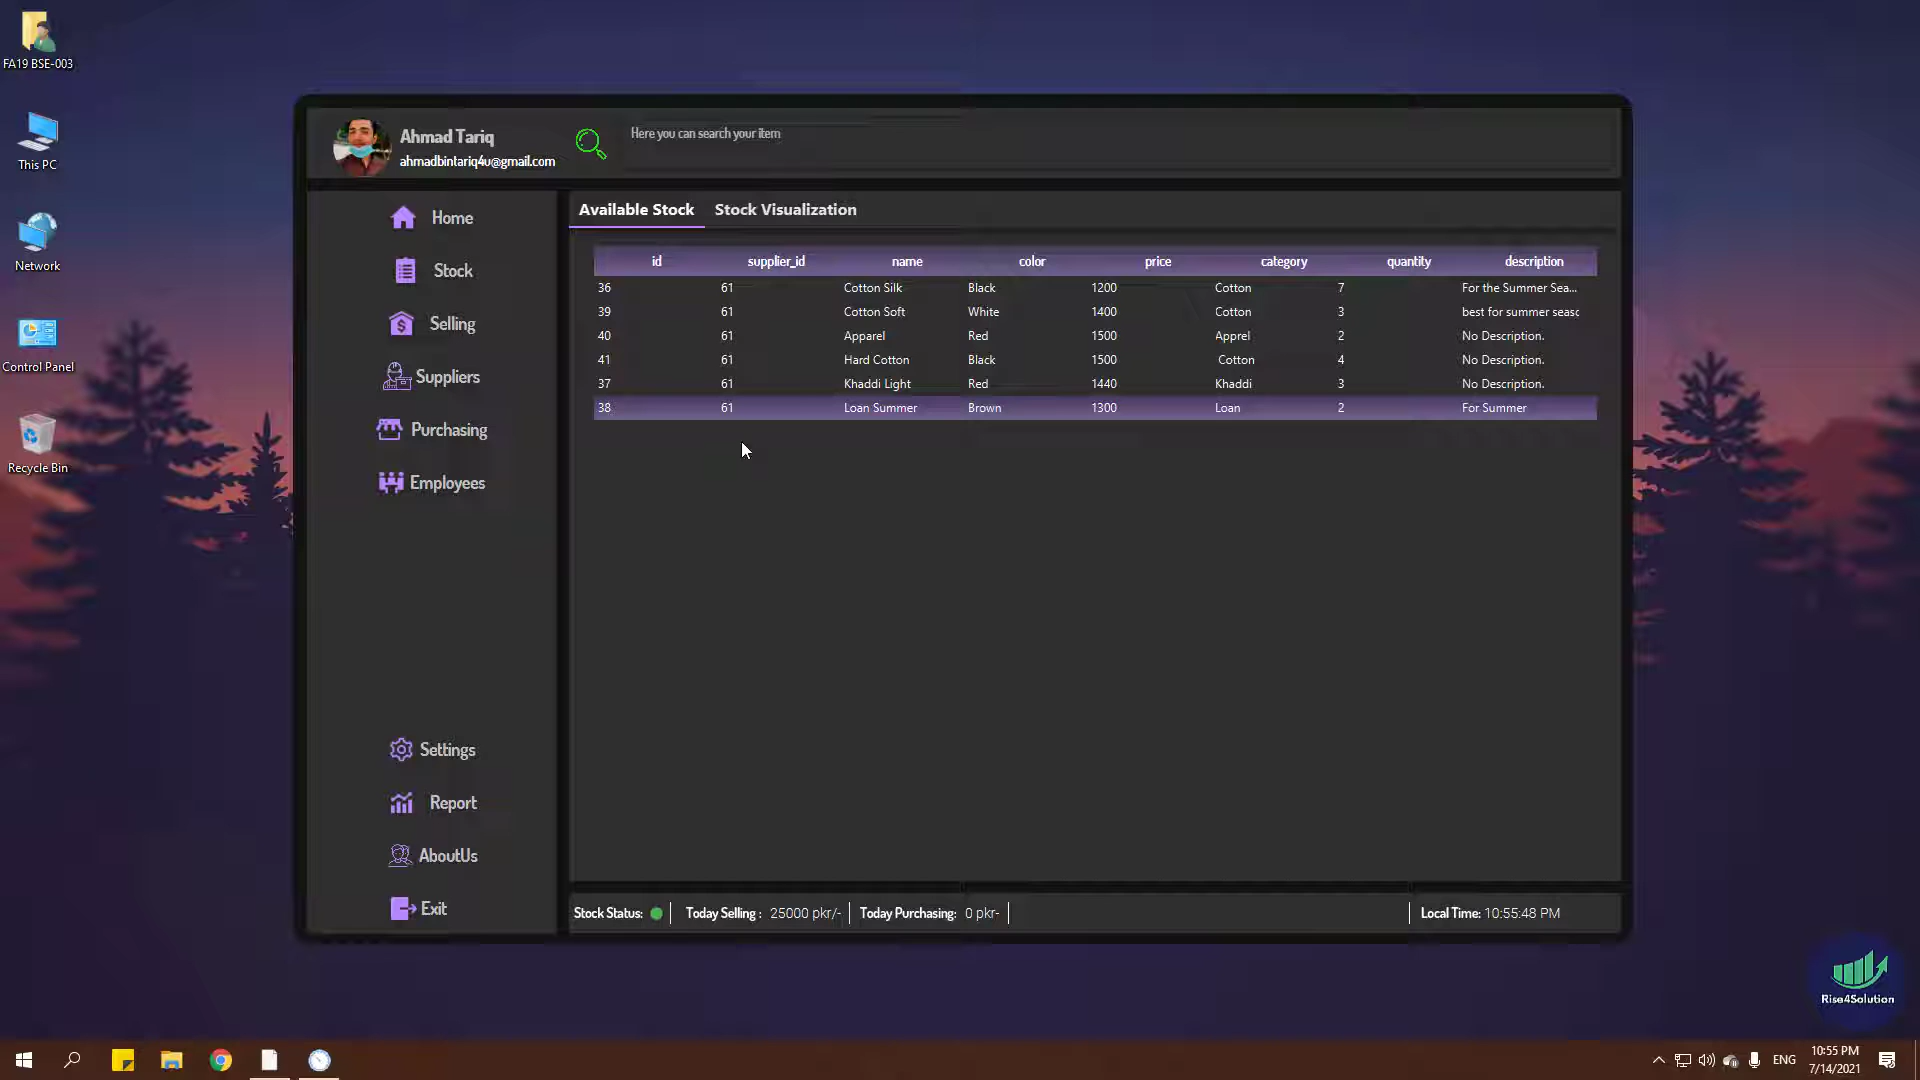 FA19 BSE-003
This PC
Network
Control Panel
Recycle Bin
Ahmad Tariq
ahmadbintariq4u@gmail.com
Here you can search your item
Home
Stock
Selling
Suppliers
Purchasing
Employees
Settings
Report
AboutUs
Exit
Available Stock Stock Visualization
id supplier_id name color price category quantity description
36 61 Cotton Silk Black 1200 Cotton 7 For the Summer Sea...
39 61 Cotton Soft White 1400 Cotton 3 best for summer seasc
40 61 Apparel Red 1500 Apprel 2 No Description.
41 61 Hard Cotton Black 1500 Cotton 4 No Description.
37 61 Khaddi Light Red 1440 Khaddi 3 No Description.
38 61 Loan Summer Brown 1300 Loan 2 For Summer
Stock Status: Today Selling : 25000 pkr/- Today Purchasing: 0 pkr- Local Time: 10:55:48 PM
Rise4Solution
ENG
10:55 PM
7/14/2021